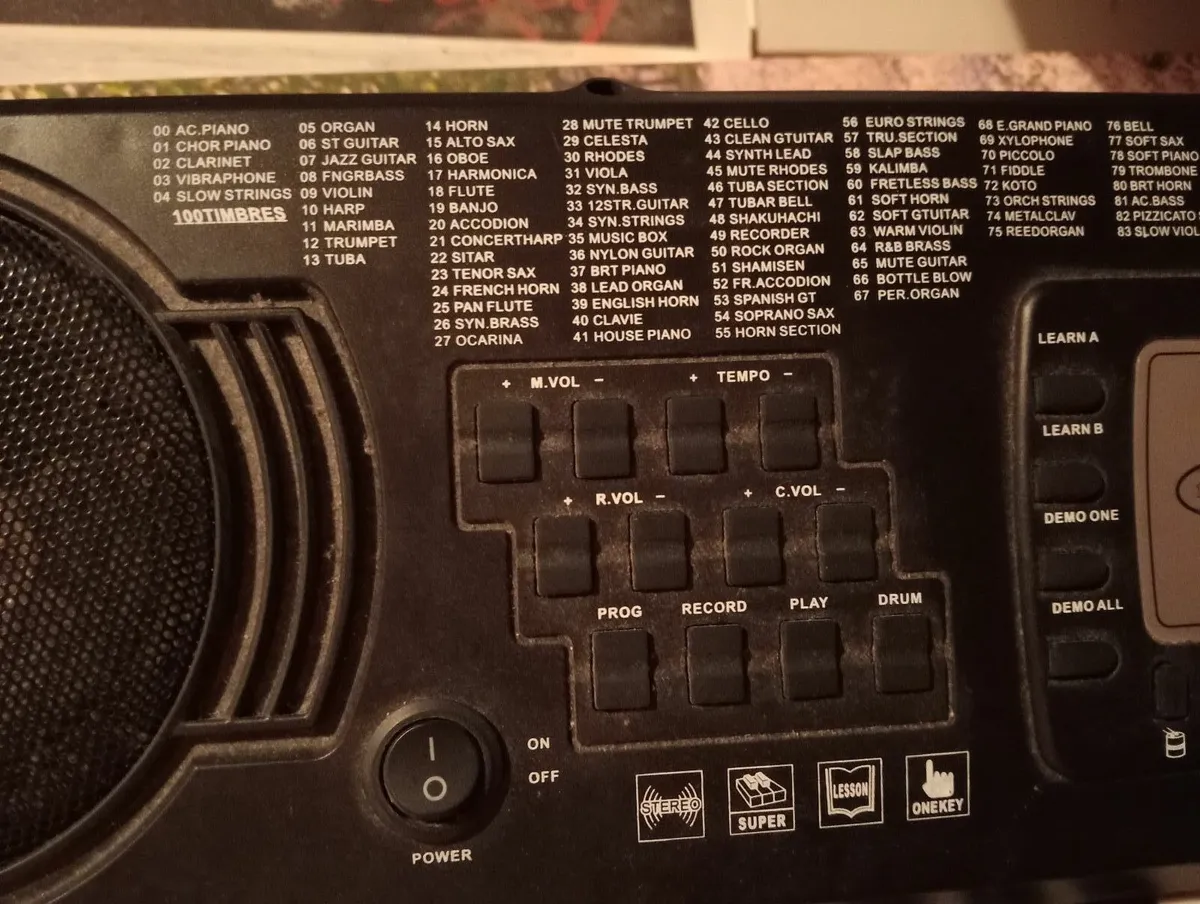 00 AC.PIANO
01 CHOR PIANO
02 CLARINET
03 VIBRAPHONE
04 SLOW STRINGS
100TIMBRES
05 ORGAN
06 ST GUITAR
07 JAZZ GUITAR
08 FNGRBASS
09 VIOLIN
10 HARP
11 MARIMBA
12 TRUMPET
13 TUBA
14 HORN
15 ALTO SAX
16 OBOE
17 HARMONICA
18 FLUTE
19 BANJO
20 ACCODION
21 CONCERTHARP
22 SITAR
23 TENOR SAX
24 FRENCH HORN
25 PAN FLUTE
26 SYN.BRASS
27 OCARINA
28 MUTE TRUMPET
29 CELESTA
30 RHODES
31 VIOLA
32 SYN.BASS
33 12STR.GUITAR
34 SYN.STRINGS
35 MUSIC BOX
36 NYLON GUITAR
37 BRT PIANO
38 LEAD ORGAN
39 ENGLISH HORN
40 CLAVIE
41 HOUSE PIANO
42 CELLO
43 CLEAN GTUITAR
44 SYNTH LEAD
45 MUTE RHODES
46 TUBA SECTION
47 TUBAR BELL
48 SHAKUHACHI
49 RECORDER
50 ROCK ORGAN
51 SHAMISEN
52 FR.ACCODION
53 SPANISH GT
54 SOPRANO SAX
55 HORN SECTION
56 EURO STRINGS
57 TRU.SECTION
58 SLAP BASS
59 KALIMBA
60 FRETLESS BASS
61 SOFT HORN
62 SOFT GTUITAR
63 WARM VIOLIN
64 R&B BRASS
65 MUTE GUITAR
66 BOTTLE BLOW
67 PER.ORGAN
68 E.GRAND PIANO
69 XYLOPHONE
70 PICCOLO
71 FIDDLE
72 KOTO
73 ORCH STRINGS
74 METALCLAV
75 REEDORGAN
76 BELL
77 SOFT SAX
78 SOFT PIANO
79 TROMBONE
80 BRT HORN
81 AC.BASS
82 PIZZICATO
83 SLOW VIOL
+ M.VOL −
+ TEMPO −
+ R.VOL −
+ C.VOL −
PROG RECORD PLAY DRUM
LEARN A
LEARN B
DEMO ONE
DEMO ALL
I
O
ON
OFF
POWER
STEREO
SUPER
LESSON
ONEKEY